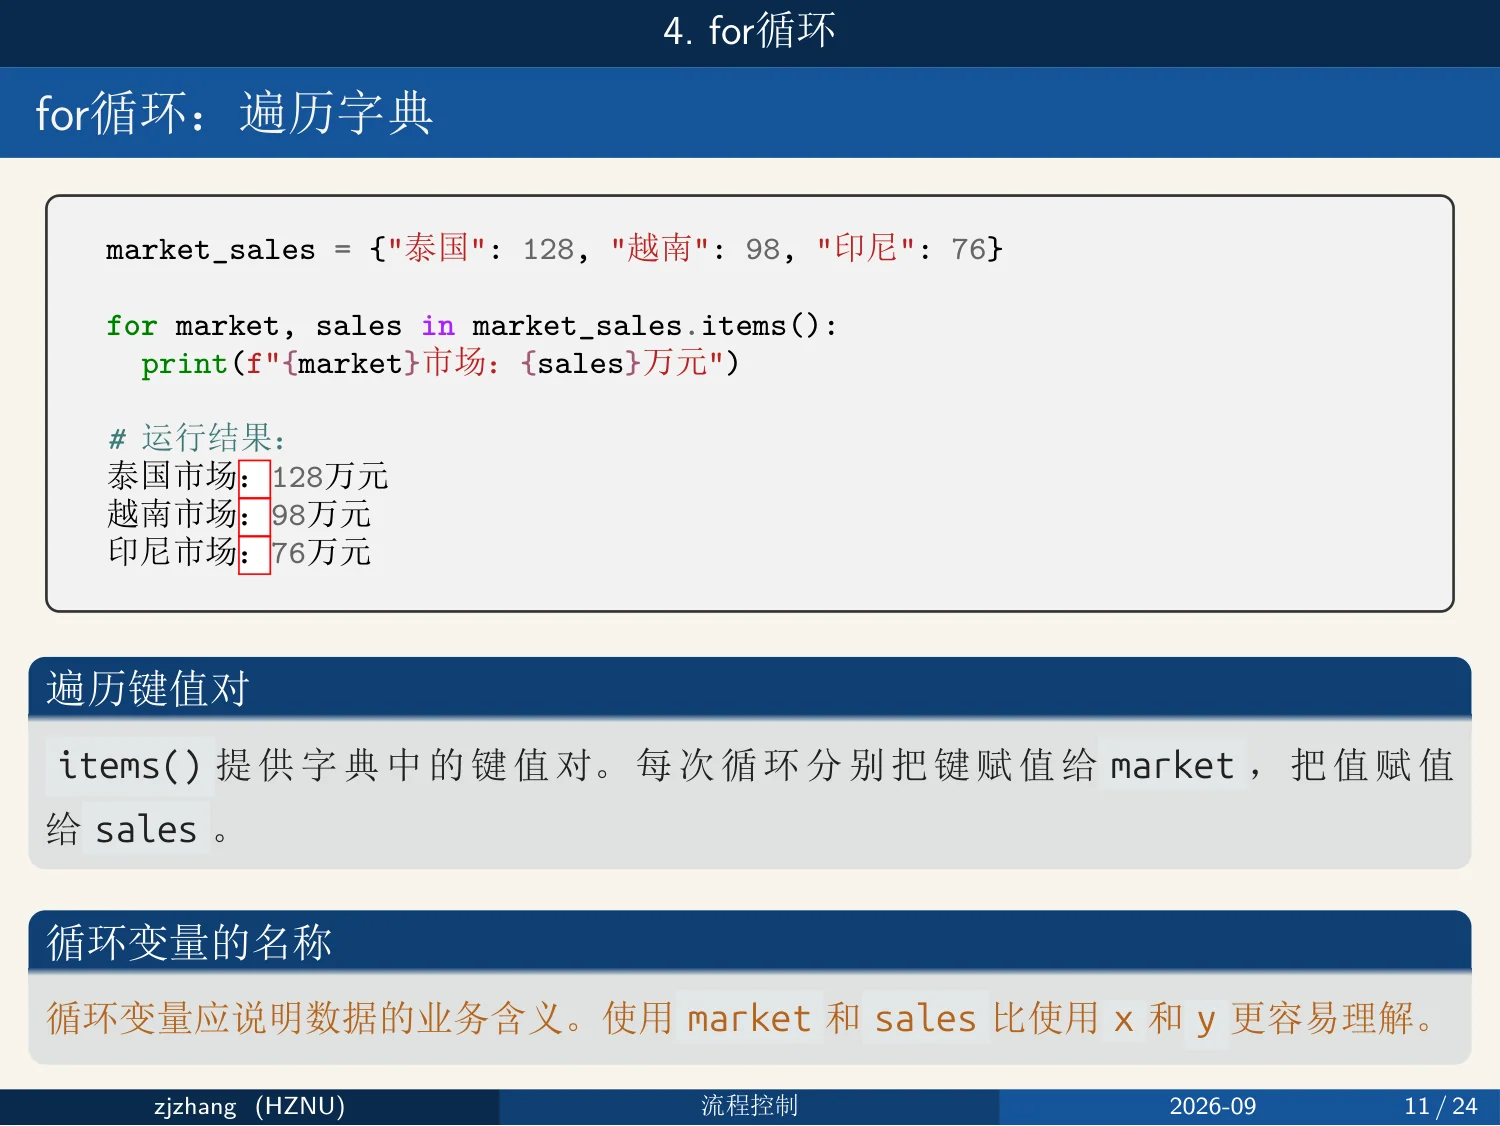 4. for循环
for循环：遍历字典
market_sales = {"泰国": 128, "越南": 98, "印尼": 76}
for market, sales in market_sales.items():
print(f"{market}市场：{sales}万元")
# 运行结果：
泰国市场：128万元
越南市场：98万元
印尼市场：76万元
遍历键值对
items()提供字典中的键值对。每次循环分别把键赋值给 market，把值赋值
给 sales。
循环变量的名称
循环变量应说明数据的业务含义。使用 market 和 sales 比使用 x 和 y 更容易理解。
zjzhang (HZNU) 流程控制 2026-09 11 / 24